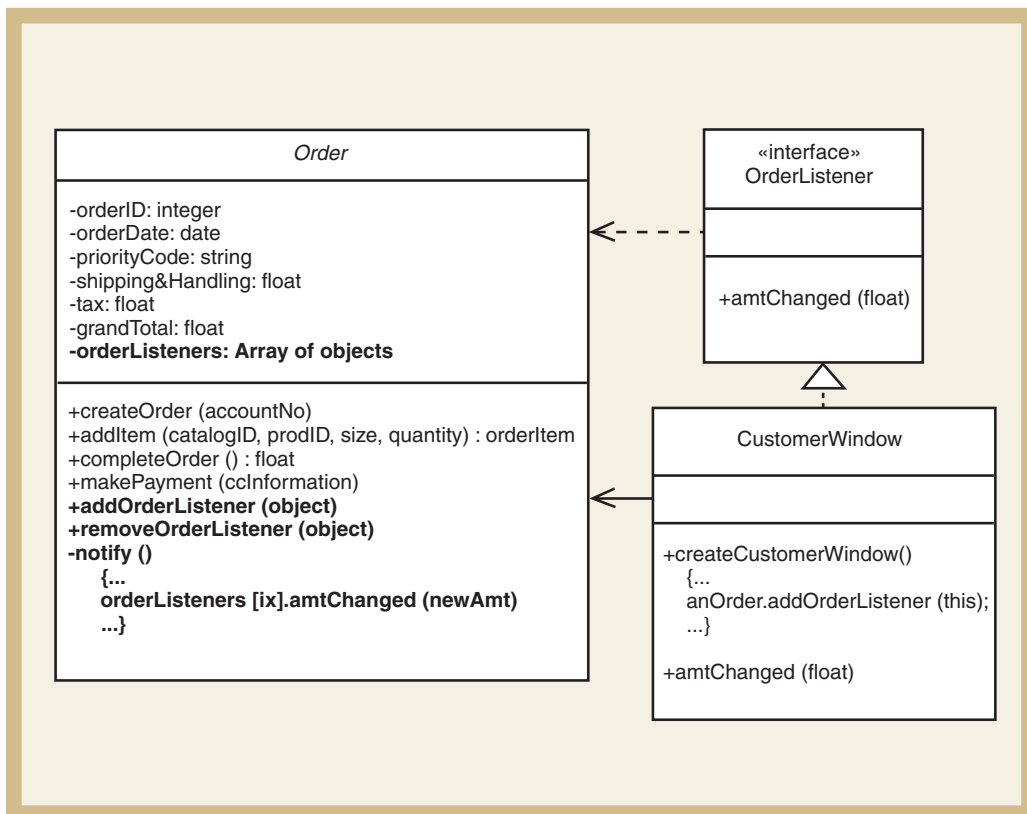 Order
-orderID: integer
-orderDate: date
-priorityCode: string
-shipping&Handling: float
-tax: float
-grandTotal: float
-orderListeners: Array of objects
+createOrder (accountNo)
+addItem (catalogID, prodID, size, quantity) : orderItem
+completeOrder () : float
+makePayment (ccInformation)
+addOrderListener (object)
+removeOrderListener (object)
-notify ()
{...
orderListeners [ix].amtChanged (newAmt)
...}
«interface»
OrderListener
+amtChanged (float)
CustomerWindow
+createCustomerWindow()
{...
anOrder.addOrderListener (this);
...}
+amtChanged (float)